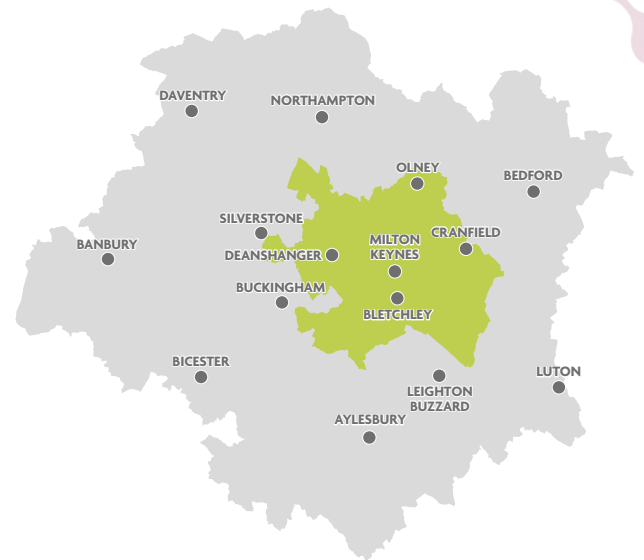 DAVENTRY
NORTHAMPTON
OLNEY
BEDFORD
SILVERSTONE
BANBURY
DEANSHANGER
MILTON
KEYNES
CRANFIELD
BUCKINGHAM
BLETCHLEY
BICESTER
LEIGHTON
BUZZARD
LUTON
AYLESBURY